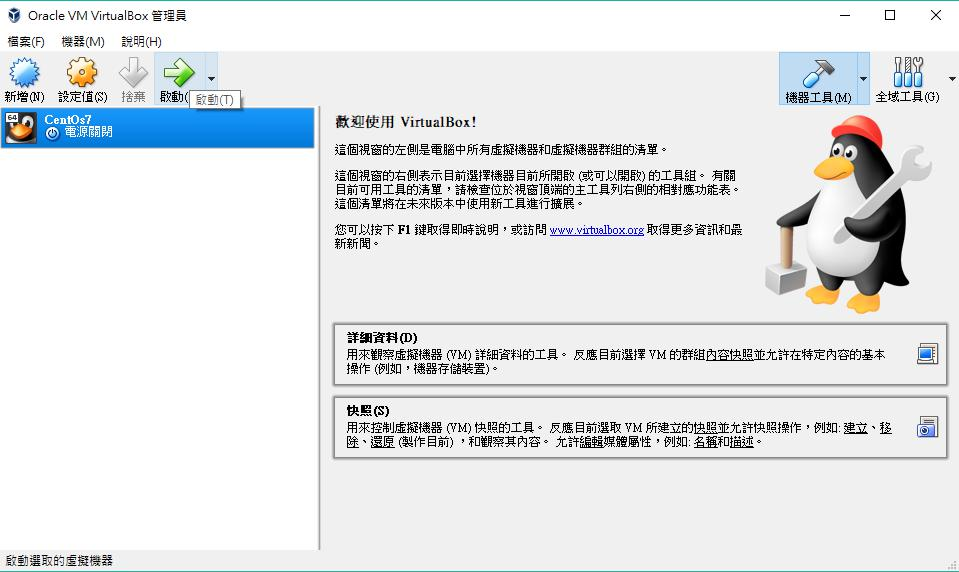 Oracle VM VirtualBox 管理員
檔案(F) 機器(M) 說明(H)
新增(N) 設定值(S) 捨棄 啟動( 機器工具(M) 全域工具(G)
啟動(T)
64 CentOs7
電源關閉
歡迎使用 VirtualBox!
這個視窗的左側是電腦中所有虛擬機器和虛擬機器群組的清單。
這個視窗的右側表示目前選擇機器目前所開啟 (或可以開啟) 的工具組。 有關
目前可用工具的清單，請檢查位於視窗頂端的主工具列右側的相對應功能表。
這個清單將在未來版本中使用新工具進行擴展。
您可以按下 F1 鍵取得即時說明，或訪問 www.virtualbox.org 取得更多資訊和最
新新聞。
詳細資料(D)
用來觀察虛擬機器 (VM) 詳細資料的工具。 反應目前選擇 VM 的群組內容快照並允許在特定內容的基本
操作 (例如，機器存儲裝置)。
快照(S)
用來控制虛擬機器 (VM) 快照的工具。 反應目前選取 VM 所建立的快照並允許快照操作，例如: 建立、移
除、還原 (製作目前) ，和觀察其內容。 允許編輯媒體屬性，例如: 名稱和描述。
啟動選取的虛擬機器